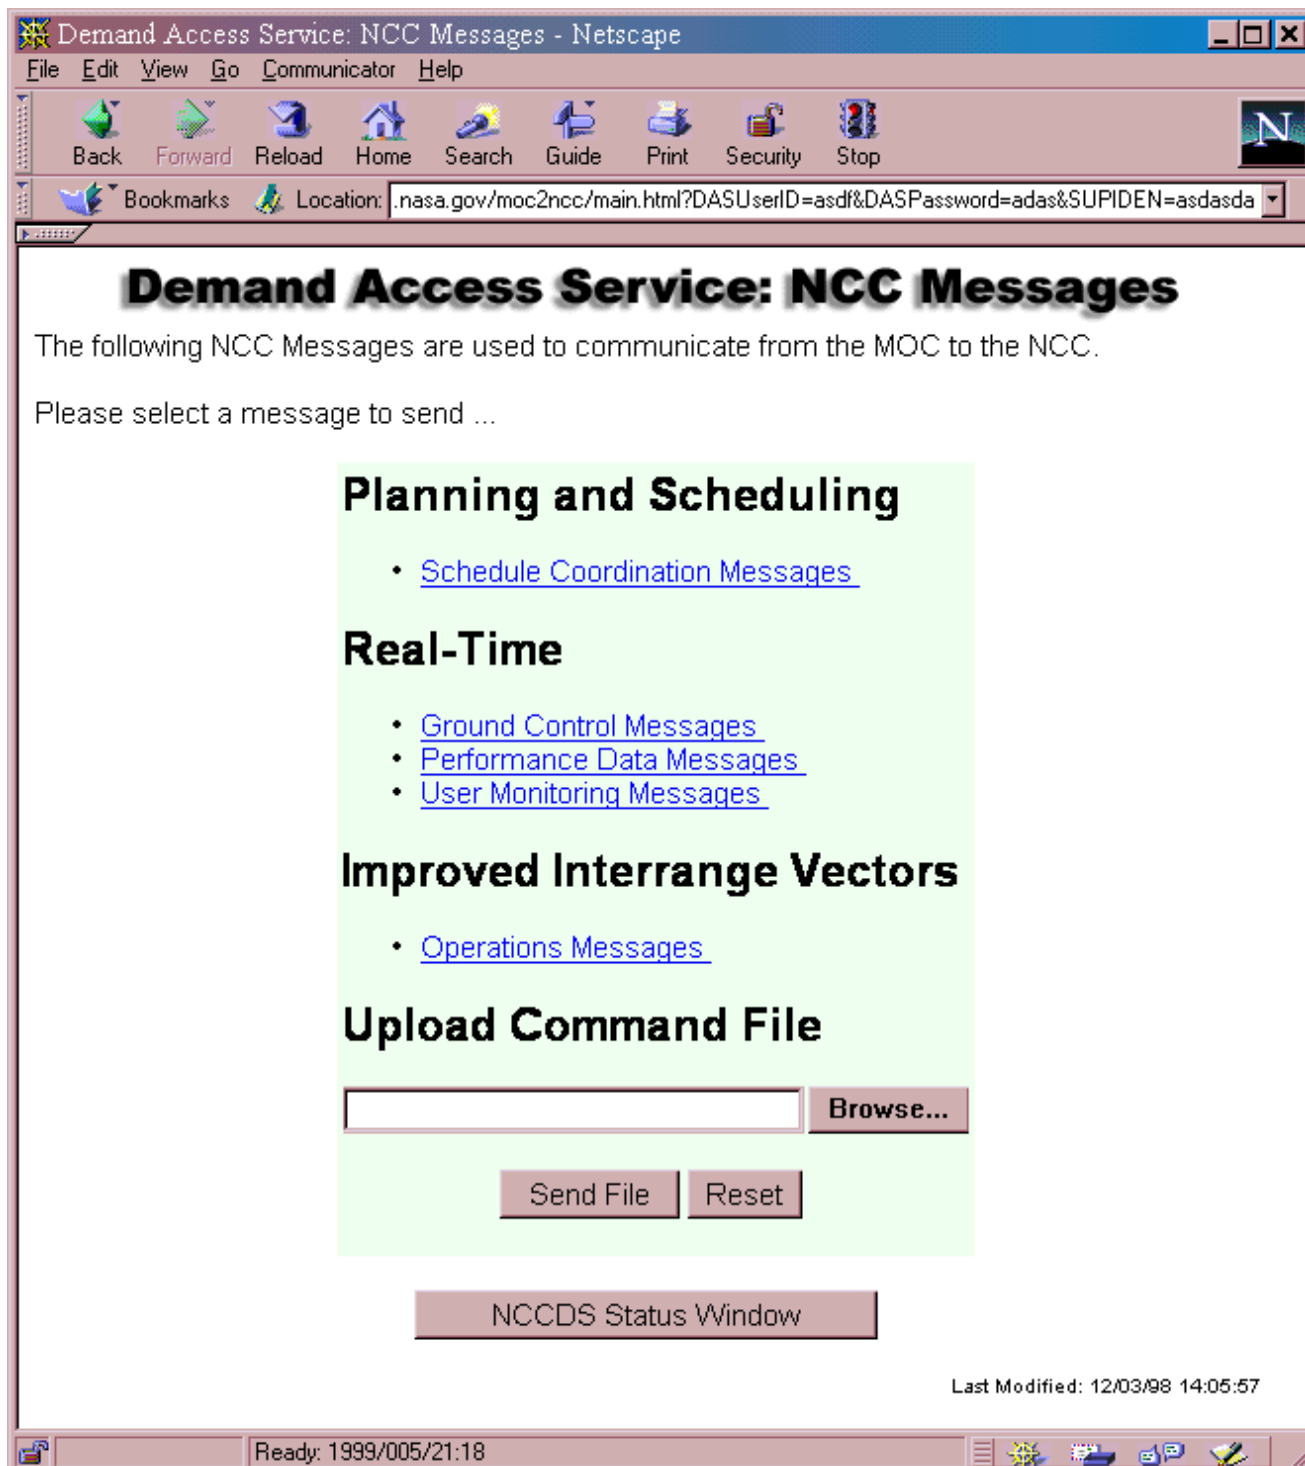 Demand Access Service: NCC Messages - Netscape
File Edit View Go Communicator Help
Back Forward Reload Home Search Guide Print Security Stop
N
Bookmarks Location: .nasa.gov/moc2ncc/main.html?DASUserID=asdf&DASPassword=adas&SUPIDEN=asdasda
Demand Access Service: NCC Messages
The following NCC Messages are used to communicate from the MOC to the NCC.
Please select a message to send ...
Planning and Scheduling
• Schedule Coordination Messages
Real-Time
• Ground Control Messages
• Performance Data Messages
• User Monitoring Messages
Improved Interrange Vectors
• Operations Messages
Upload Command File
Browse...
Send File Reset
NCCDS Status Window
Last Modified: 12/03/98 14:05:57
Ready: 1999/005/21:18